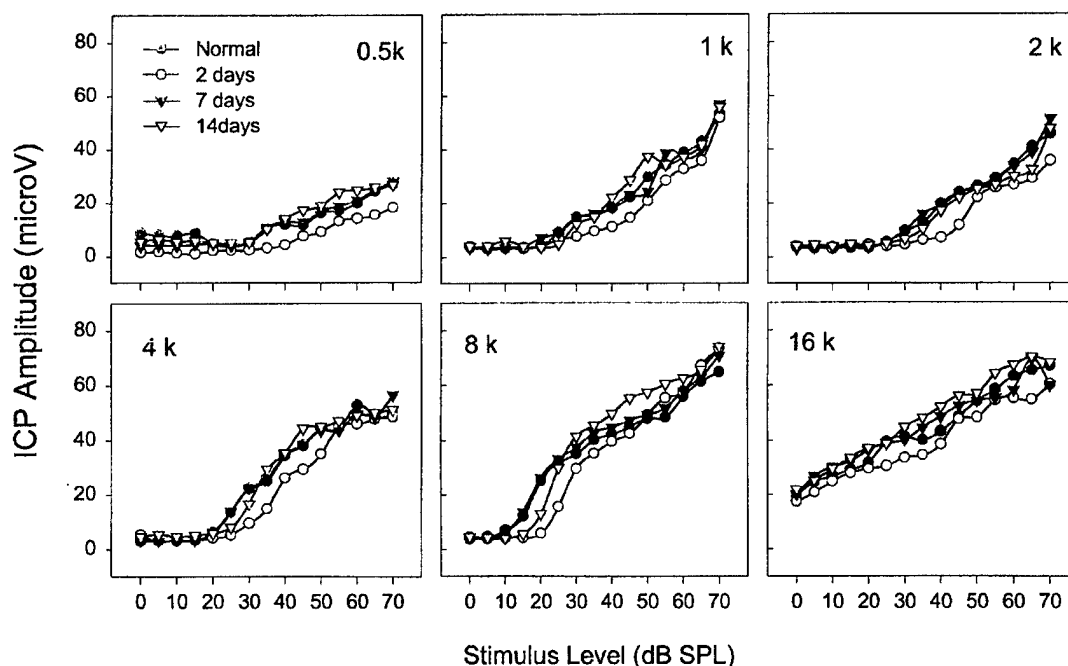 ICP Amplitude (microV)
80
60
40
20
0
Normal
2 days
7 days
14days
0.5k
1 k
2 k
80
60
40
20
0
4 k
8 k
16 k
0 10 20 30 40 50 60 70
0 10 20 30 40 50 60 70
0 10 20 30 40 50 60 70
Stimulus Level (dB SPL)